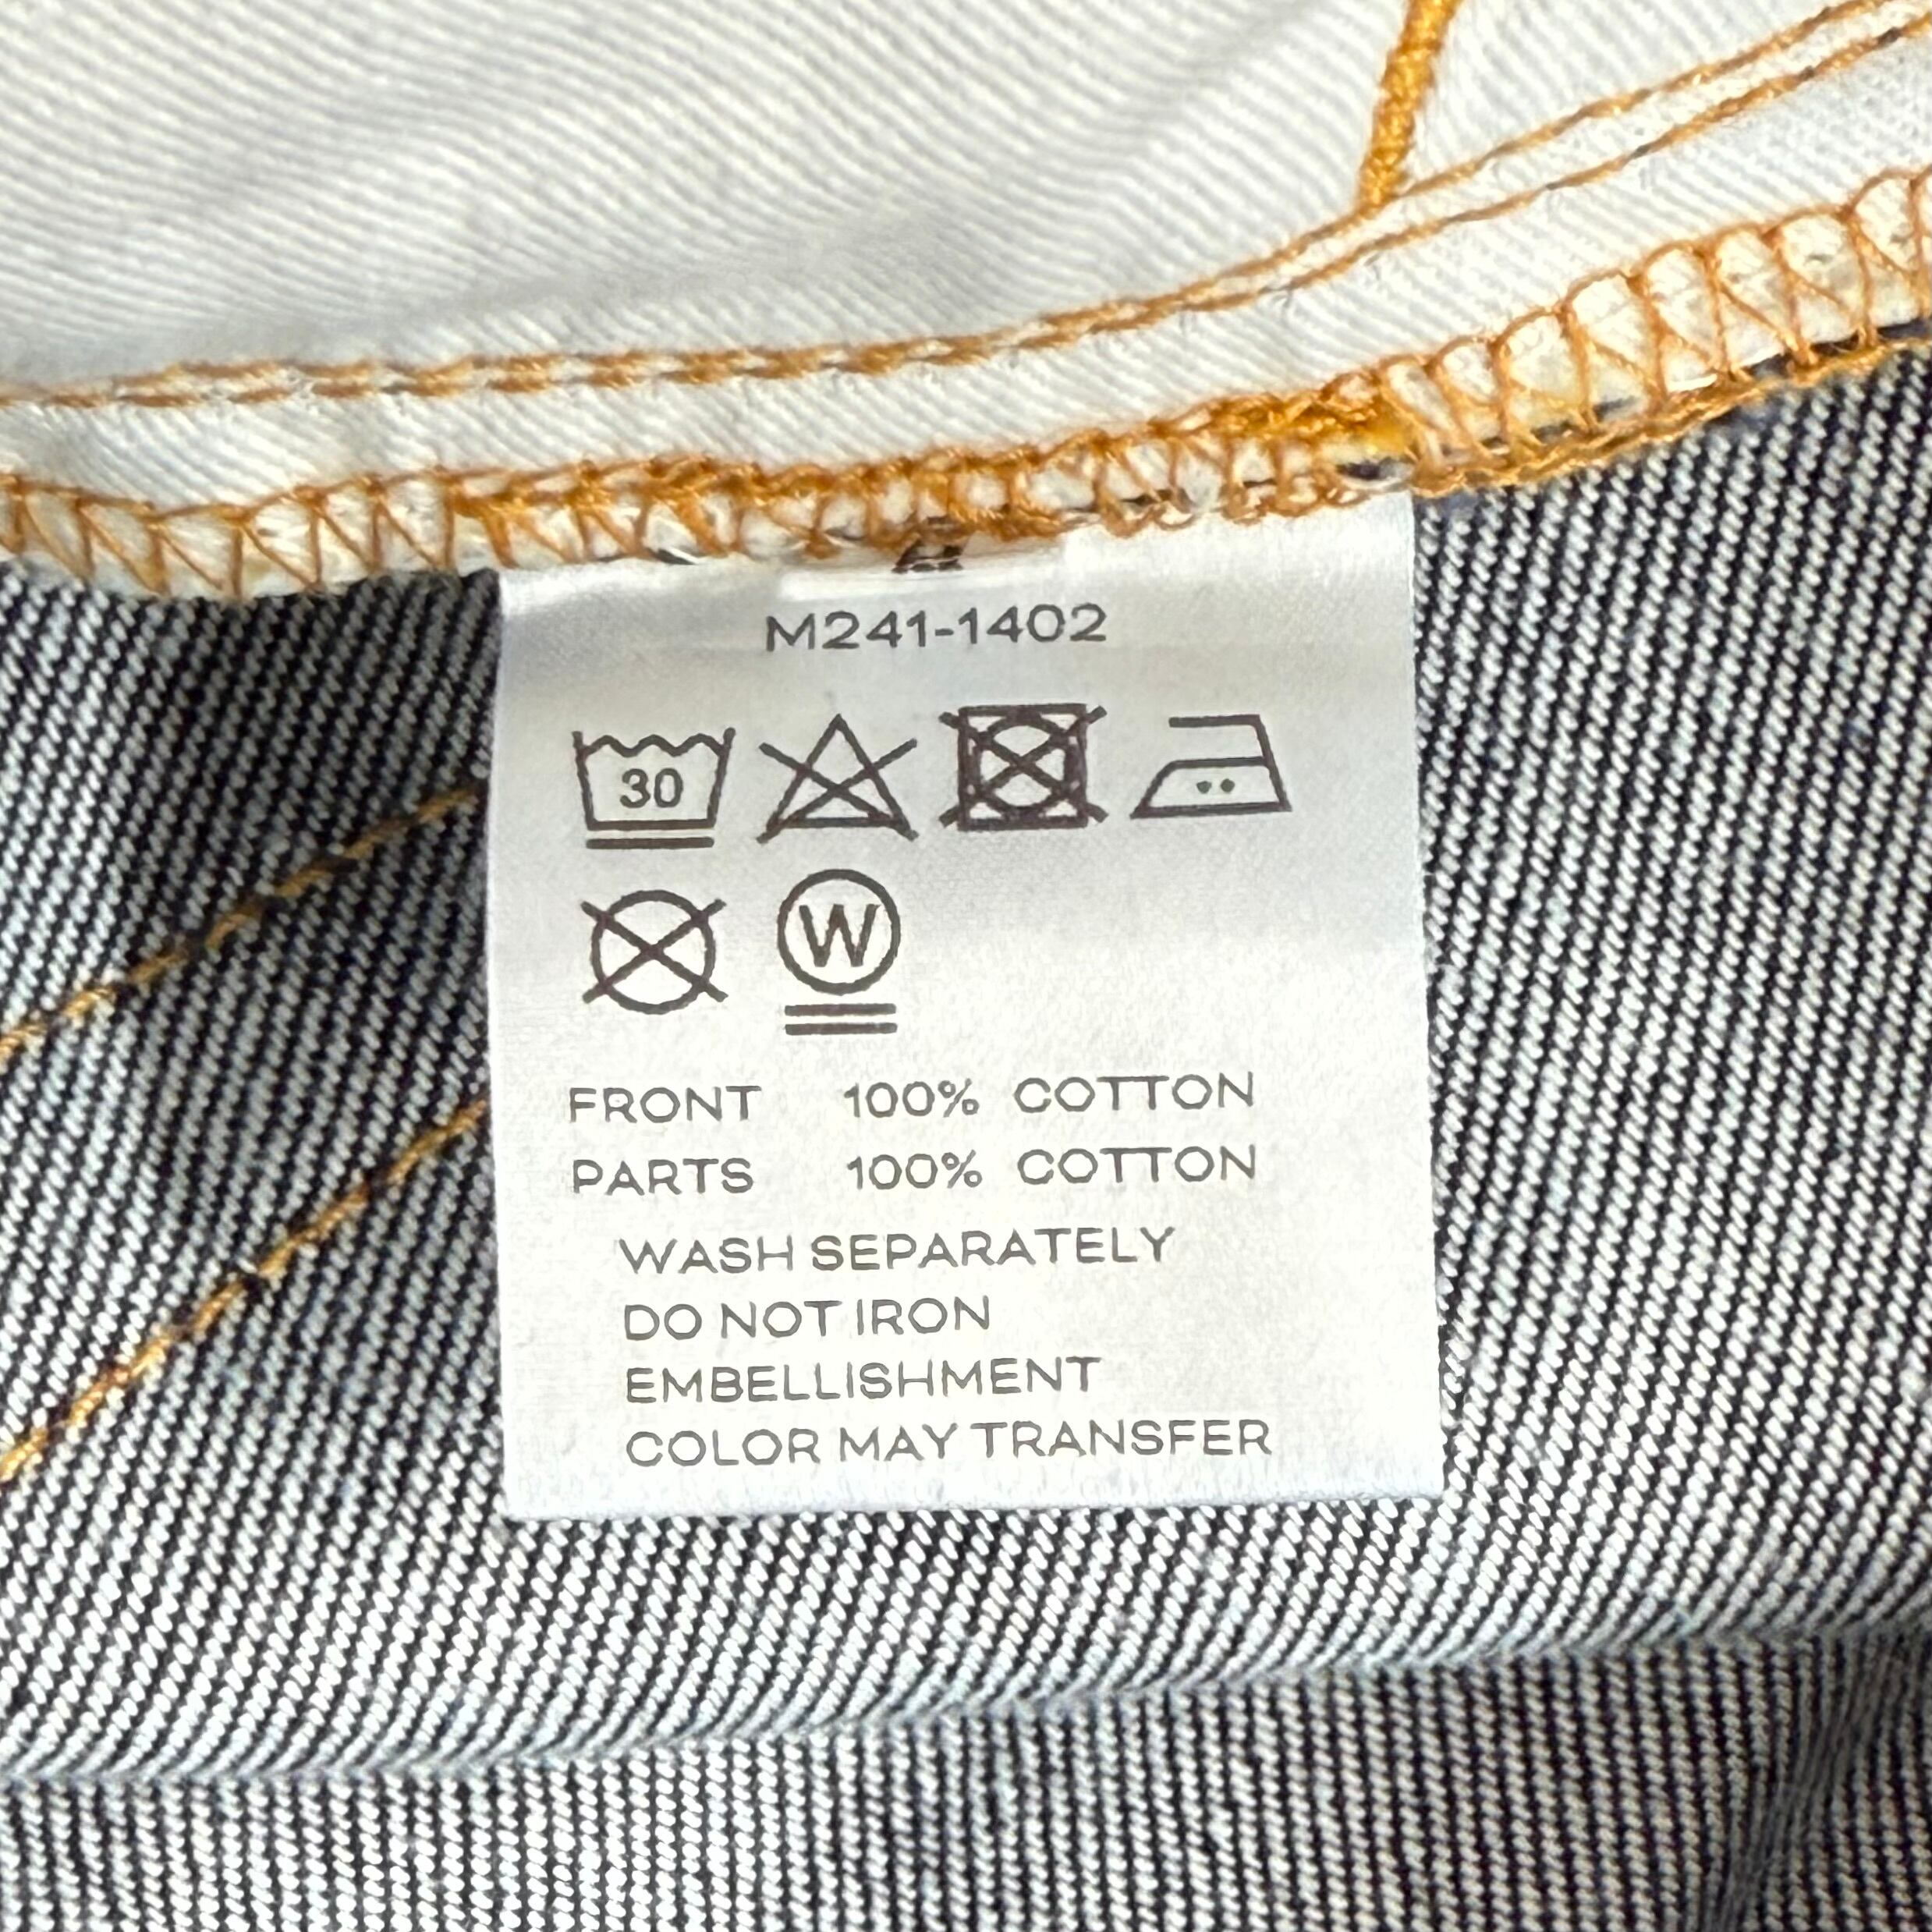 M241-1402
30
W
FRONT 100% COTTON
PARTS 100% COTTON
WASH SEPARATELY
DO NOT IRON
EMBELLISHMENT
COLOR MAY TRANSFER